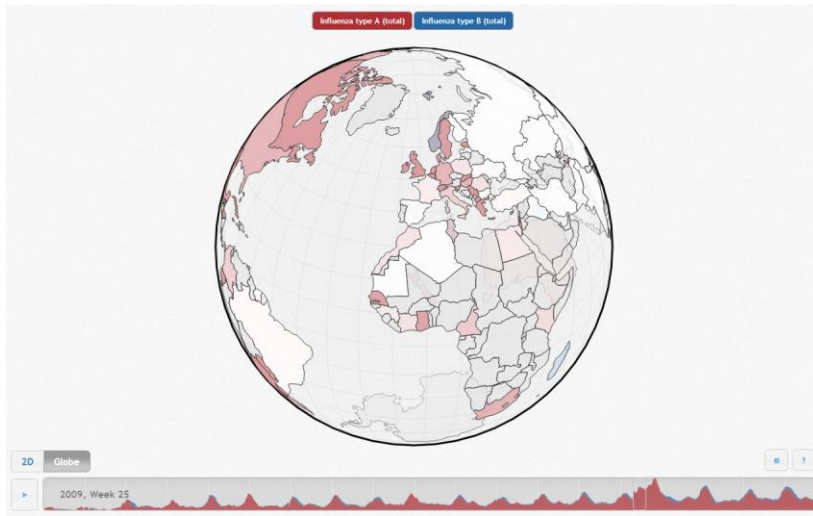 Influenza type A (total)
Influenza type B (total)
2D
Globe
?
2009, Week 25